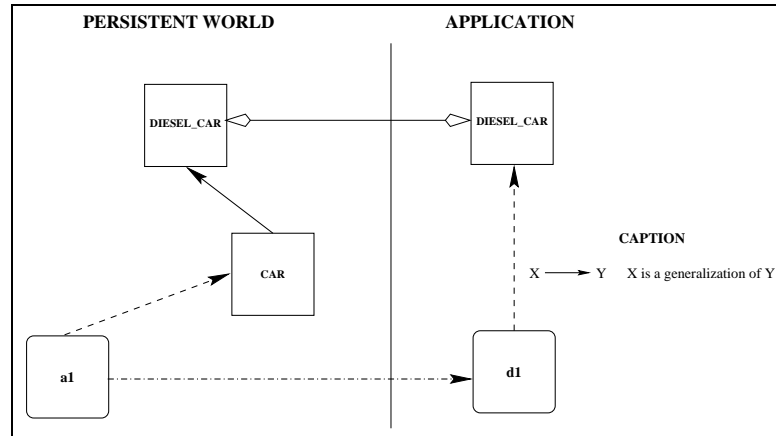 PERSISTENT WORLD
APPLICATION
DIESEL_CAR
DIESEL_CAR
CAR
CAPTION
X Y X is a generalization of Y
a1
d1